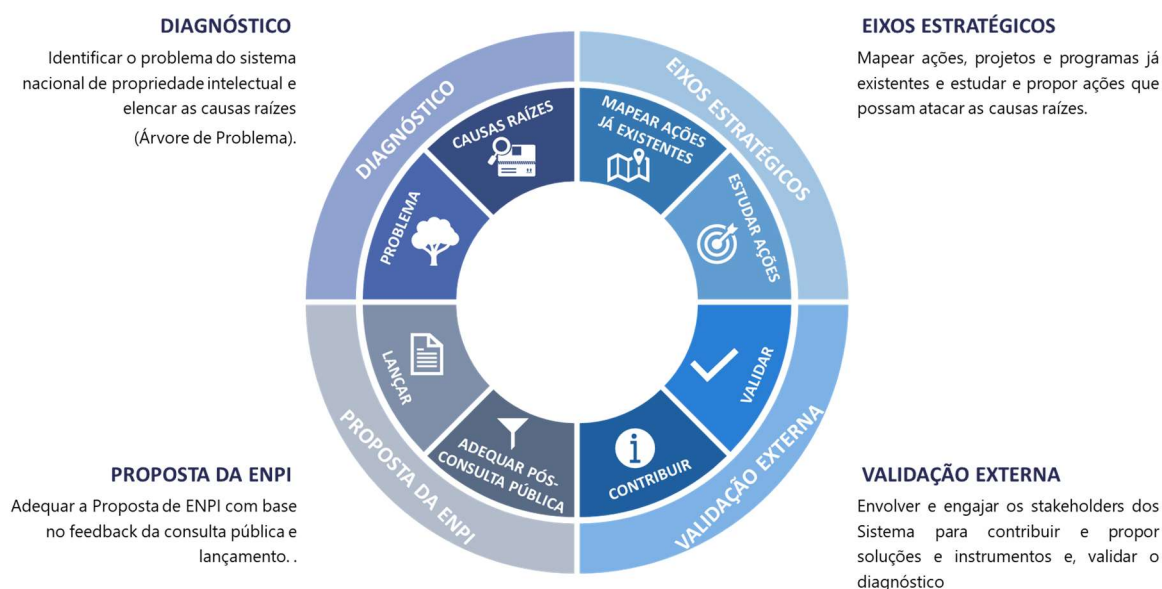 DIAGNÓSTICO
Identificar o problema do sistema
nacional de propriedade intelectual e
elencar as causas raízes
(Árvore de Problema).
EIXOS ESTRATÉGICOS
Mapear ações, projetos e programas já
existentes e estudar e propor ações que
possam atacar as causas raízes.
DIAGNÓSTICO
PROBLEMA
CAUSAS RAÍZES
EIXOS ESTRATÉGICOS
MAPEAR AÇÕES
JÁ EXISTENTES
ESTUDAR AÇÕES
VALIDAÇÃO EXTERNA
VALIDAR
CONTRIBUIR
i
PROPOSTA DA ENPI
ADEQUAR PÓS-
CONSULTA PÚBLICA
LANÇAR
PROPOSTA DA ENPI
Adequar a Proposta de ENPI com base
no feedback da consulta pública e
lançamento. .
VALIDAÇÃO EXTERNA
Envolver e engajar os stakeholders dos
Sistema para contribuir e propor
soluções e instrumentos e, validar o
diagnóstico